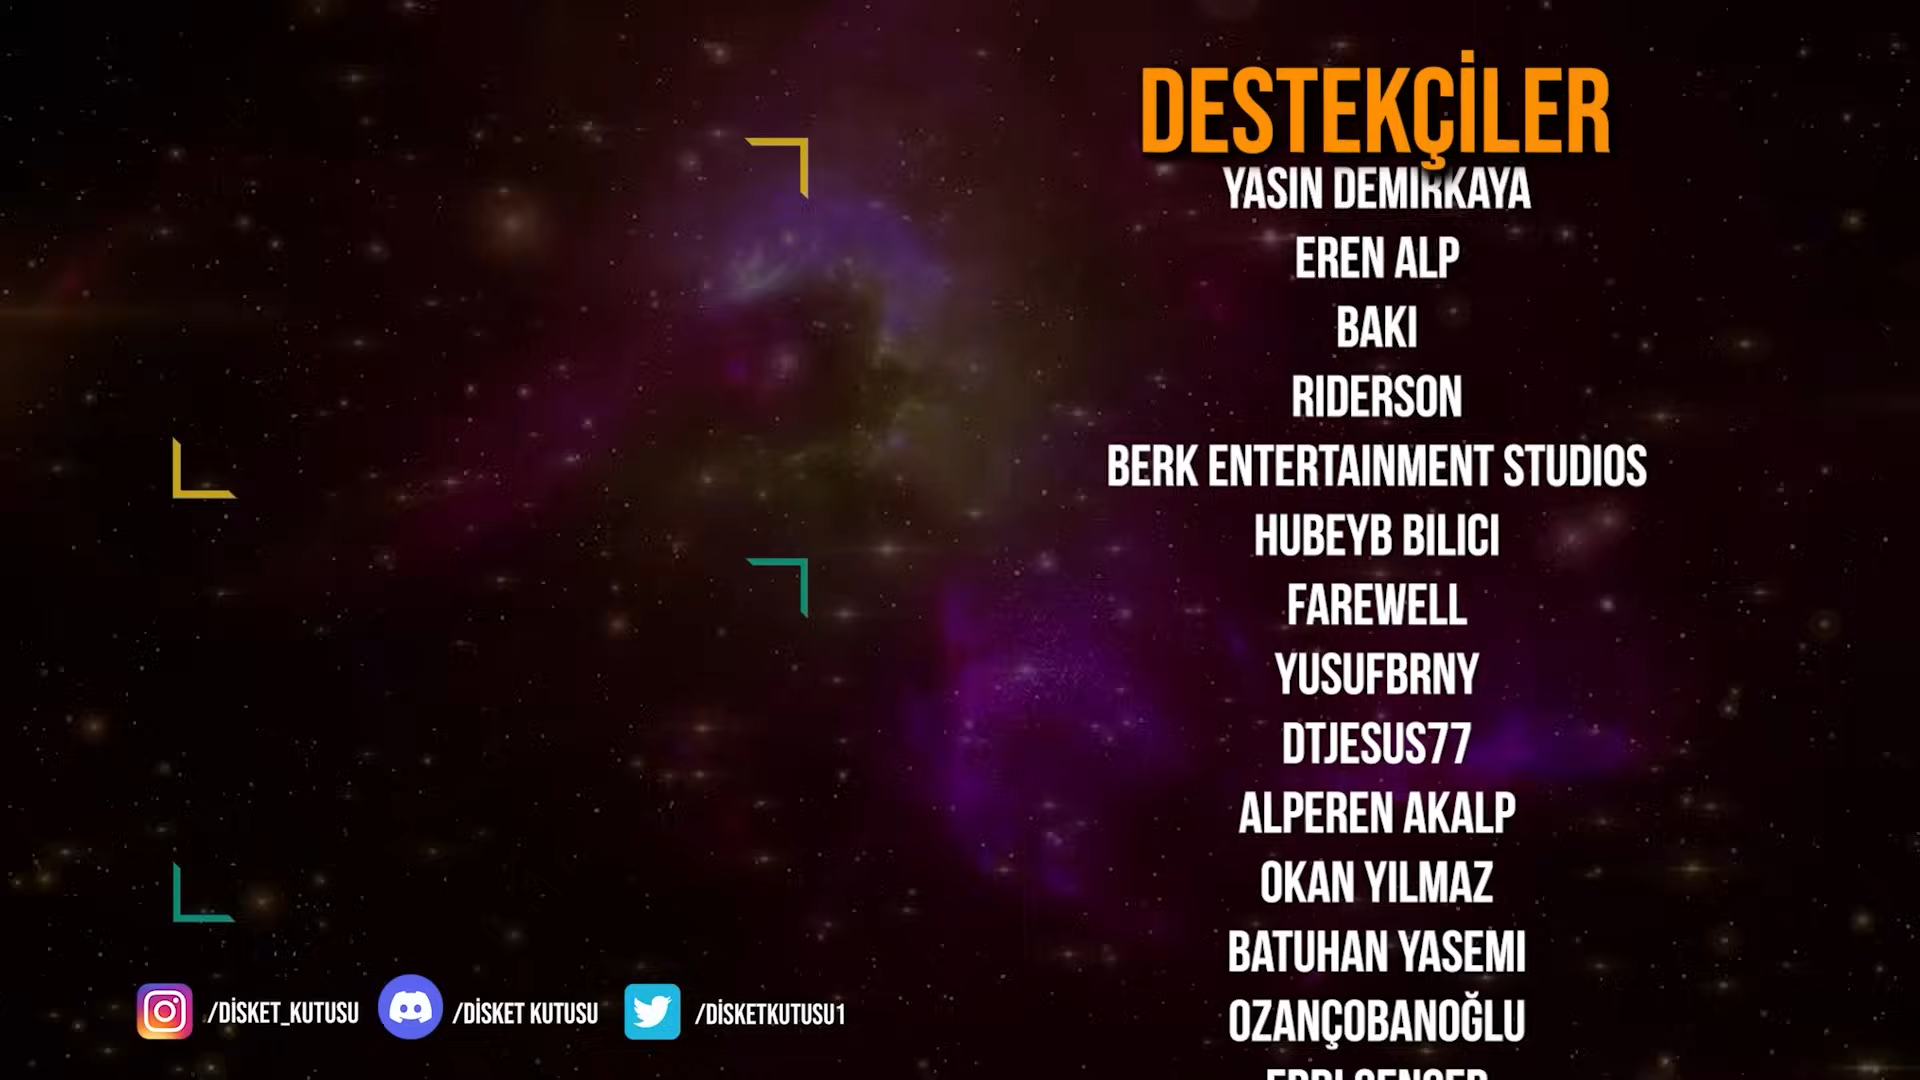 DESTEKÇİLER
YASIN DEMIRKAYA
EREN ALP
BAKI
RIDERSON
BERK ENTERTAINMENT STUDIOS
HUBEYB BILICI
FAREWELL
YUSUFBRNY
DTJESUS77
ALPEREN AKALP
OKAN YILMAZ
BATUHAN YASEMI
OZANÇOBANOĞLU
/DİSKET_KUTUSU
/DİSKET KUTUSU
/DİSKETKUTUSU1